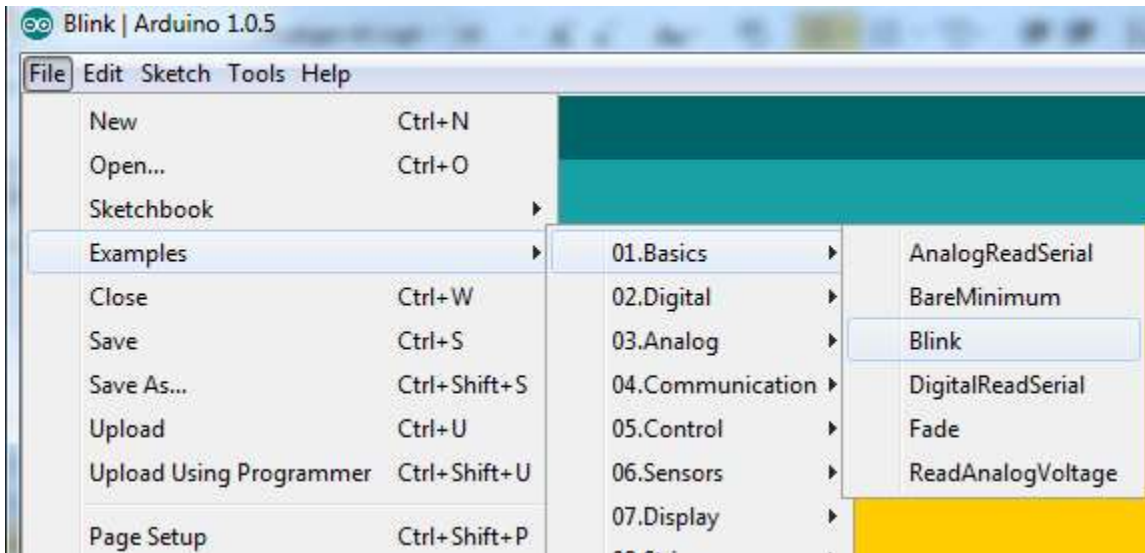 Blink | Arduino 1.0.5
File Edit Sketch Tools Help
New Ctrl+N
Open... Ctrl+O
Sketchbook
Examples
Close Ctrl+W
Save Ctrl+S
Save As... Ctrl+Shift+S
Upload Ctrl+U
Upload Using Programmer Ctrl+Shift+U
Page Setup Ctrl+Shift+P
01.Basics
02.Digital
03.Analog
04.Communication
05.Control
06.Sensors
07.Display
AnalogReadSerial
BareMinimum
Blink
DigitalReadSerial
Fade
ReadAnalogVoltage